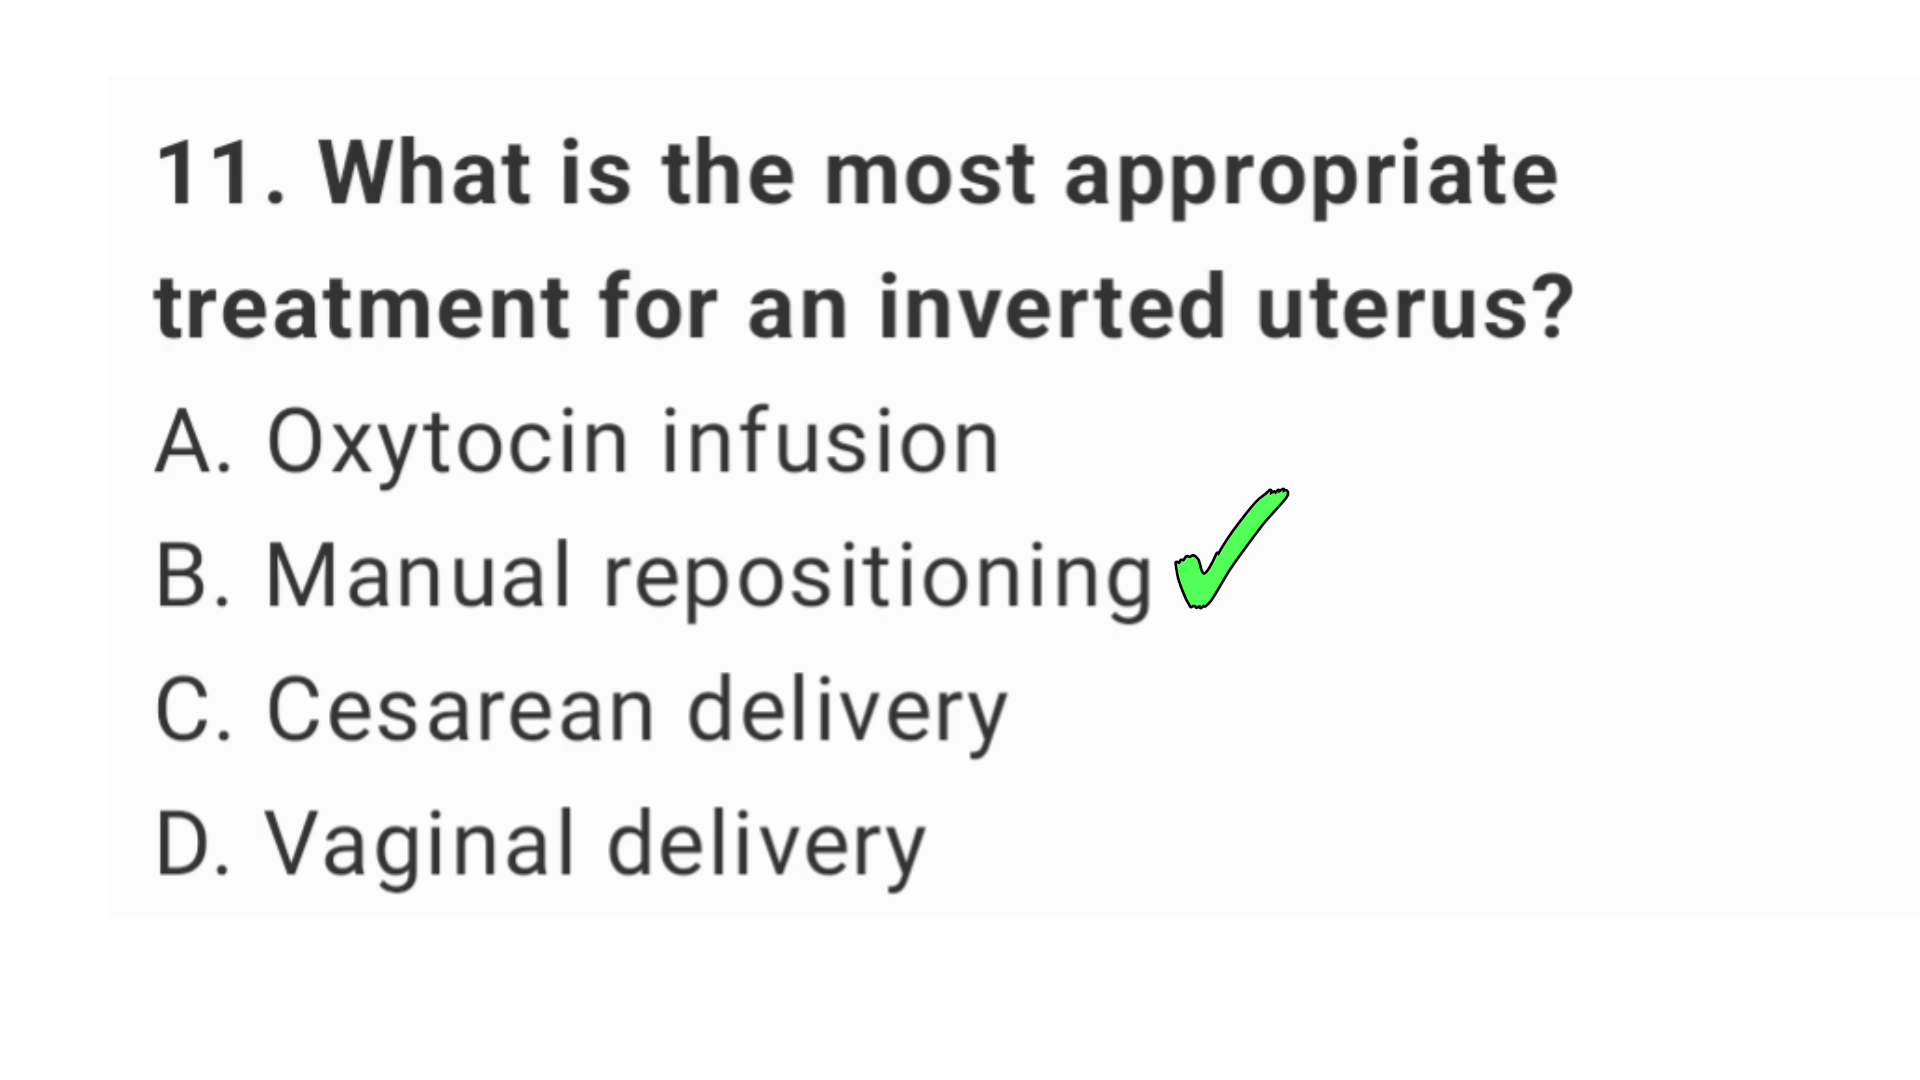 11. What is the most appropriate
treatment for an inverted uterus?
A. Oxytocin infusion
B. Manual repositioning
C. Cesarean delivery
D. Vaginal delivery